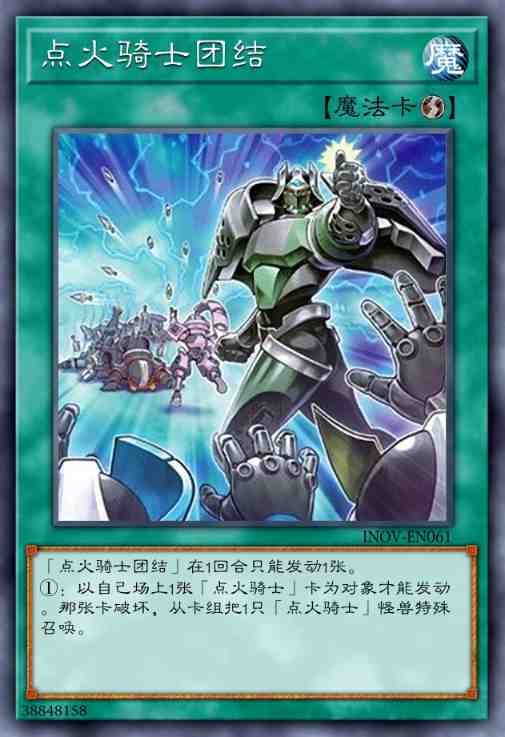 点火骑士团结
魔
【魔法卡】
INOV-EN061
「点火骑士团结」在1回合只能发动1张。
①：以自己场上1张「点火骑士」卡为对象才能发动
。那张卡破坏，从卡组把1只「点火骑士」怪兽特殊
召唤。
38848158